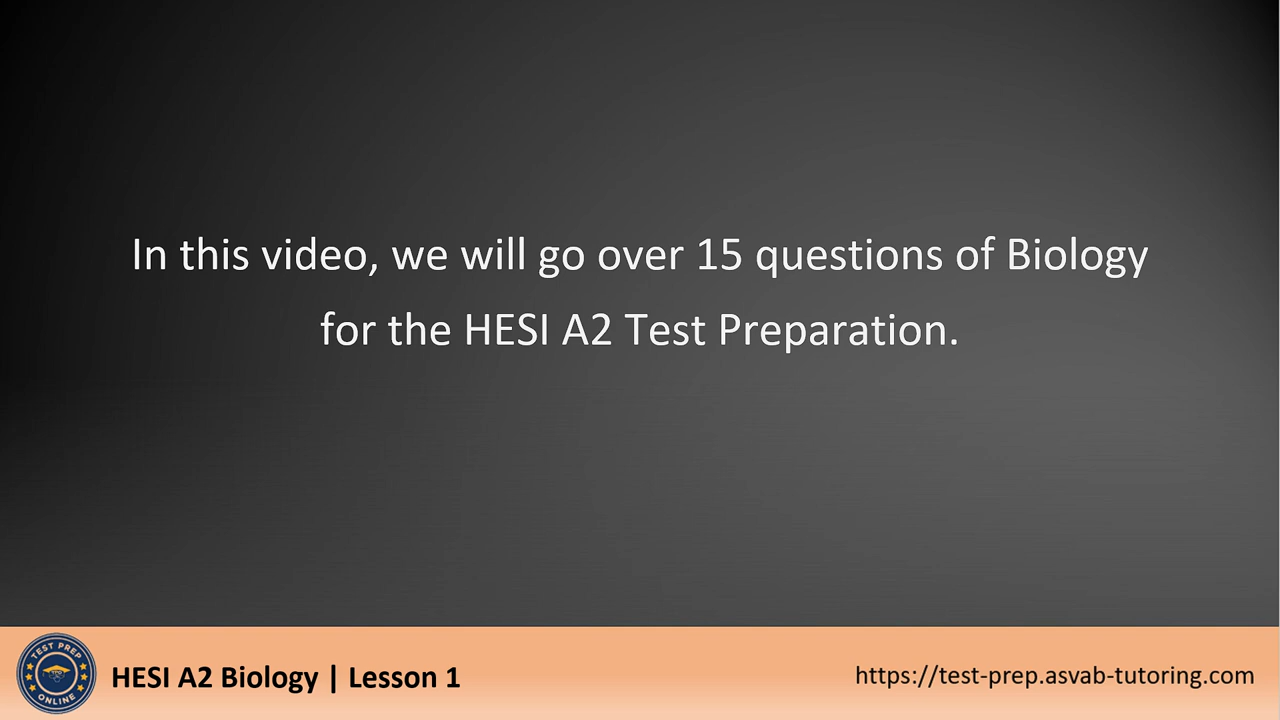 In this video, we will go over 15 questions of Biology
for the HESI A2 Test Preparation.
TEST PREP
ONLINE
HESI A2 Biology | Lesson 1
https://test-prep.asvab-tutoring.com